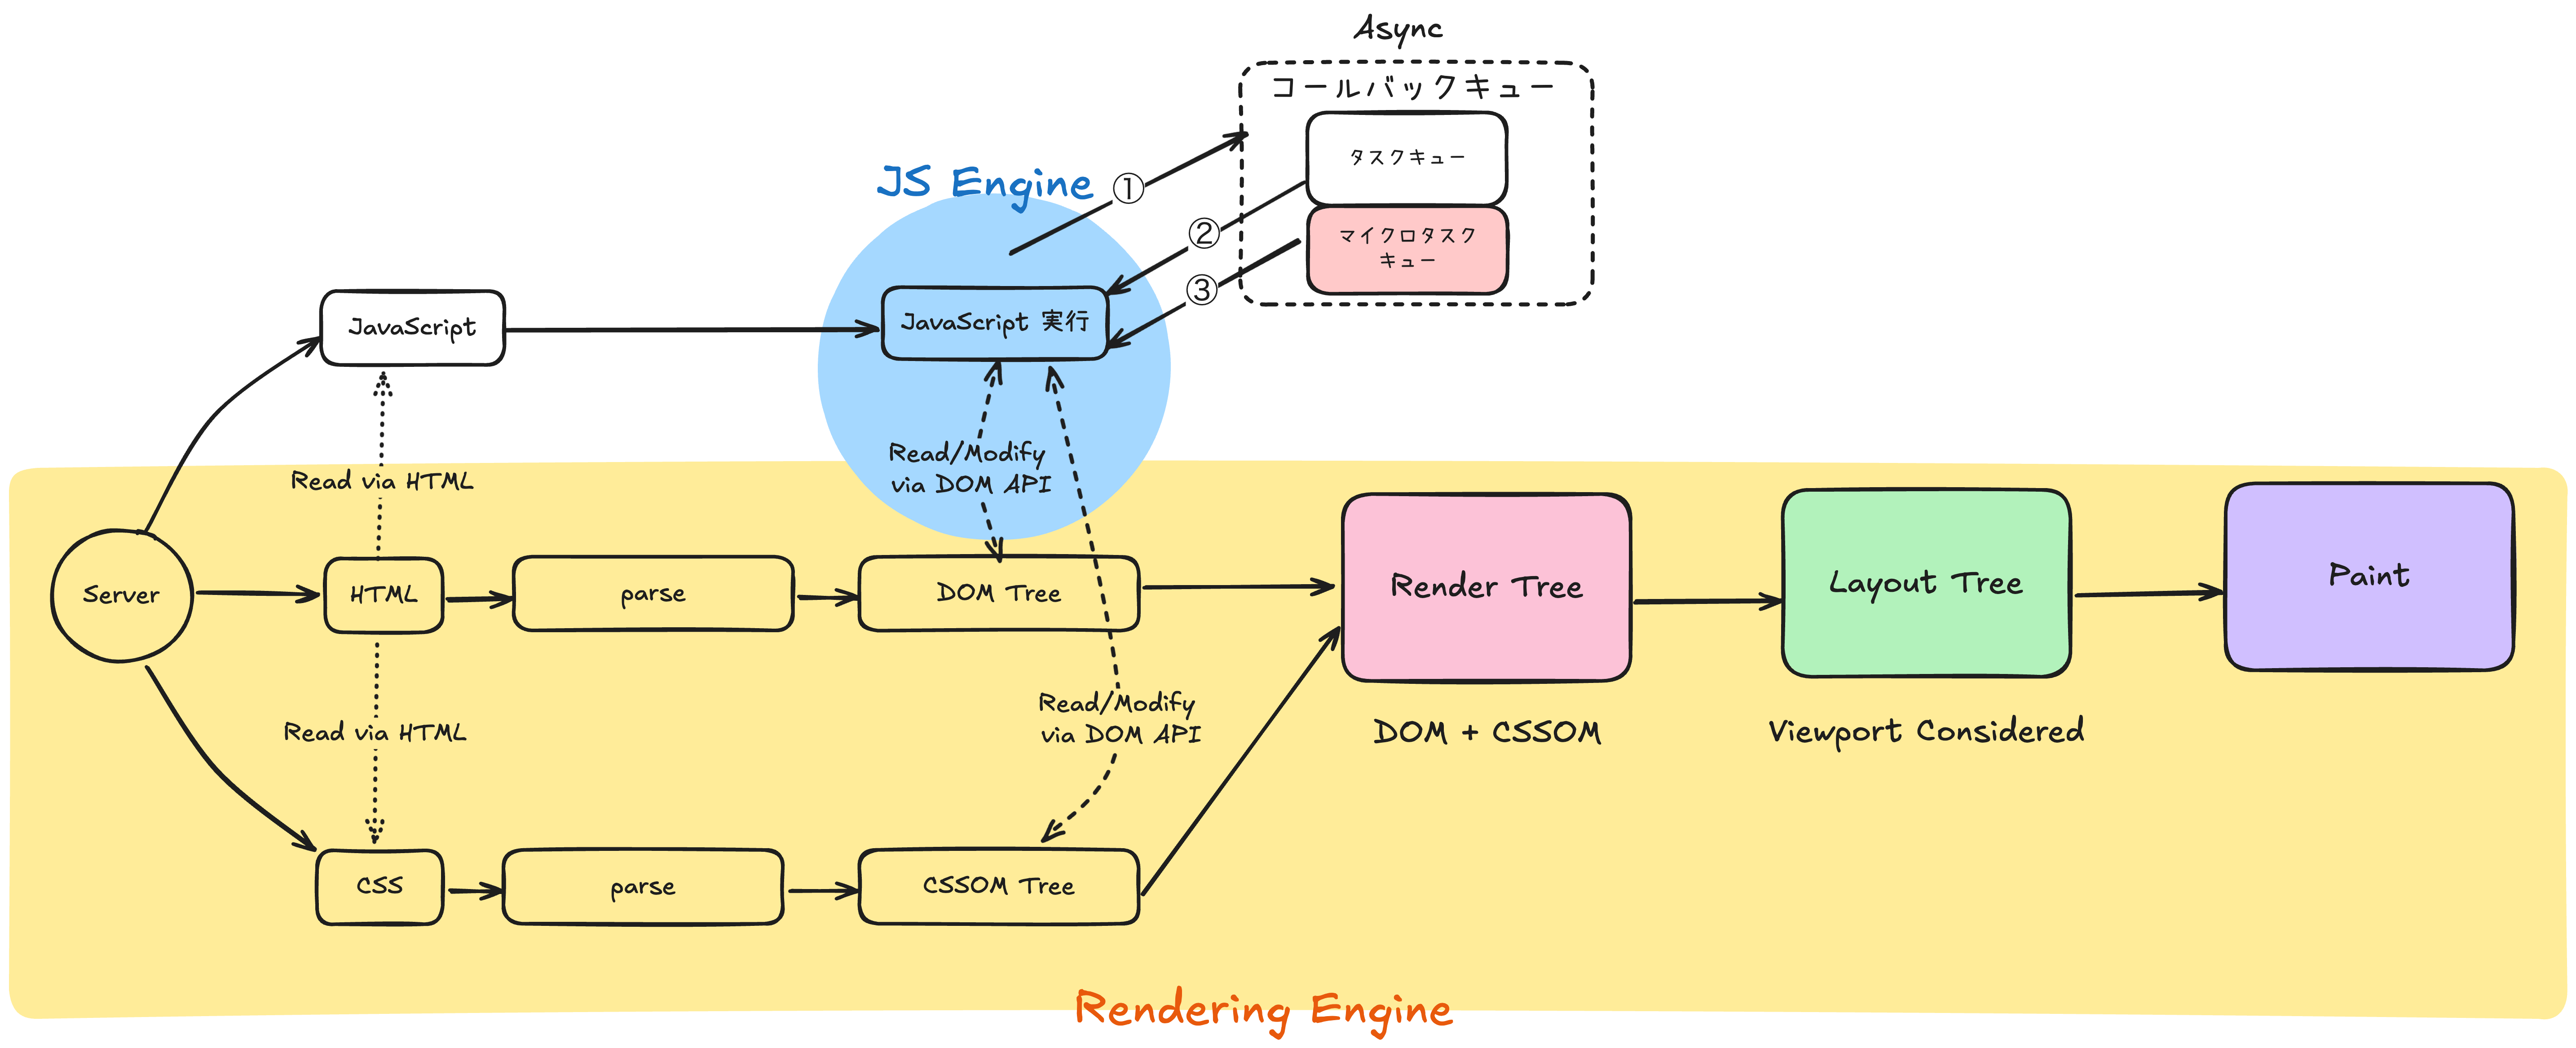 Async
コールバックキュー
タスクキュー
マイクロタスク
キュー
JS Engine
①
②
③
JavaScript
JavaScript 実行
Read via HTML
Read/Modify
via DOM API
Server
HTML
parse
DOM Tree
Render Tree
Layout Tree
Paint
Read via HTML
Read/Modify
via DOM API
DOM + CSSOM
Viewport Considered
CSS
parse
CSSOM Tree
Rendering Engine